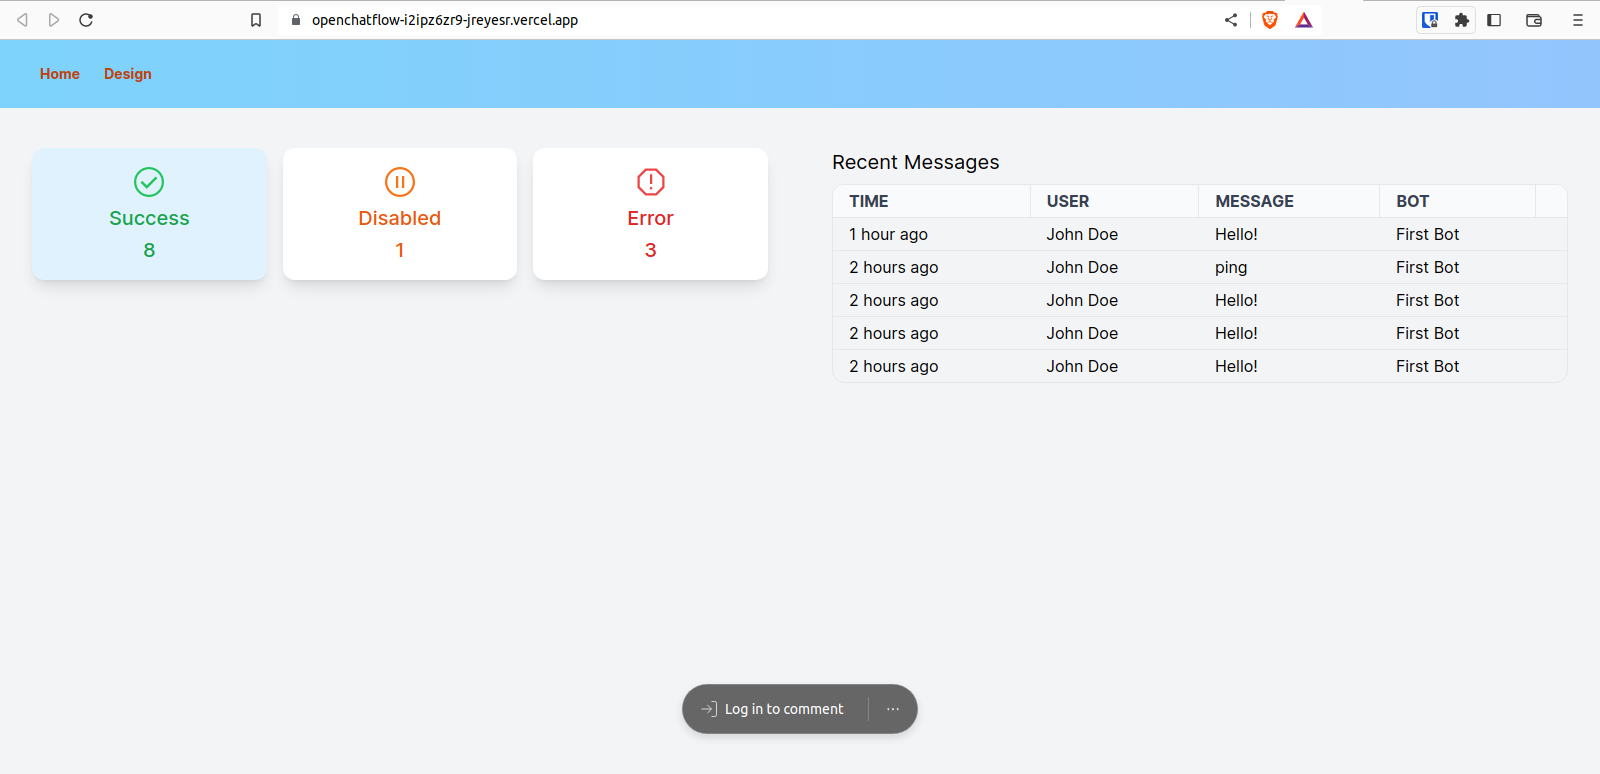 openchatflow-i2ipz6zr9-jreyesr.vercel.app
Home Design
Success
8
Disabled
1
Error
3
Recent Messages
TIME USER MESSAGE BOT
1 hour ago John Doe Hello! First Bot
2 hours ago John Doe ping First Bot
2 hours ago John Doe Hello! First Bot
2 hours ago John Doe Hello! First Bot
2 hours ago John Doe Hello! First Bot
Log in to comment